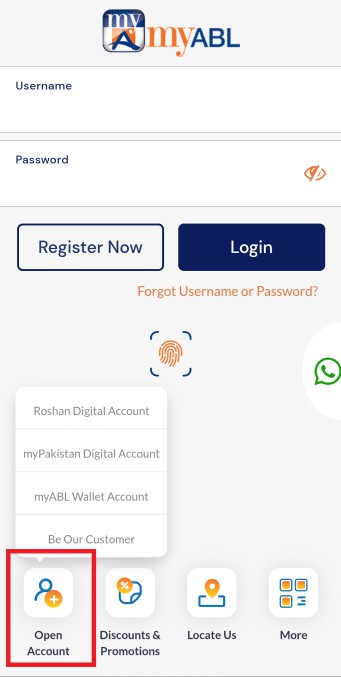 my
myABL
Username
Password
Register Now
Login
Forgot Username or Password?
Roshan Digital Account
myPakistan Digital Account
myABL Wallet Account
Be Our Customer
Open
Account
Discounts &
Promotions
Locate Us
More